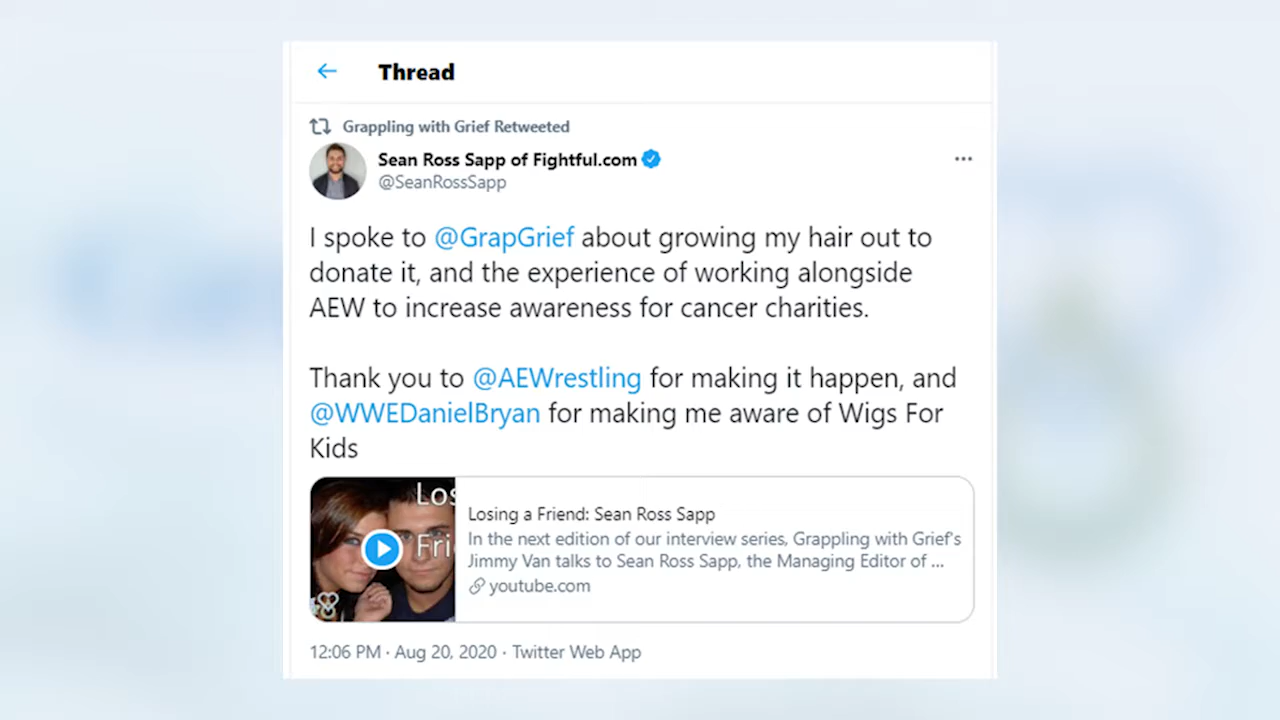 Thread
Grappling with Grief Retweeted
Sean Ross Sapp of Fightful.com
@SeanRossSapp
I spoke to @GrapGrief about growing my hair out to
donate it, and the experience of working alongside
AEW to increase awareness for cancer charities.
Thank you to @AEWrestling for making it happen, and
@WWEDanielBryan for making me aware of Wigs For
Kids
Los
Fri
Losing a Friend: Sean Ross Sapp
In the next edition of our interview series, Grappling with Grief's
Jimmy Van talks to Sean Ross Sapp, the Managing Editor of ...
youtube.com
12:06 PM · Aug 20, 2020 · Twitter Web App